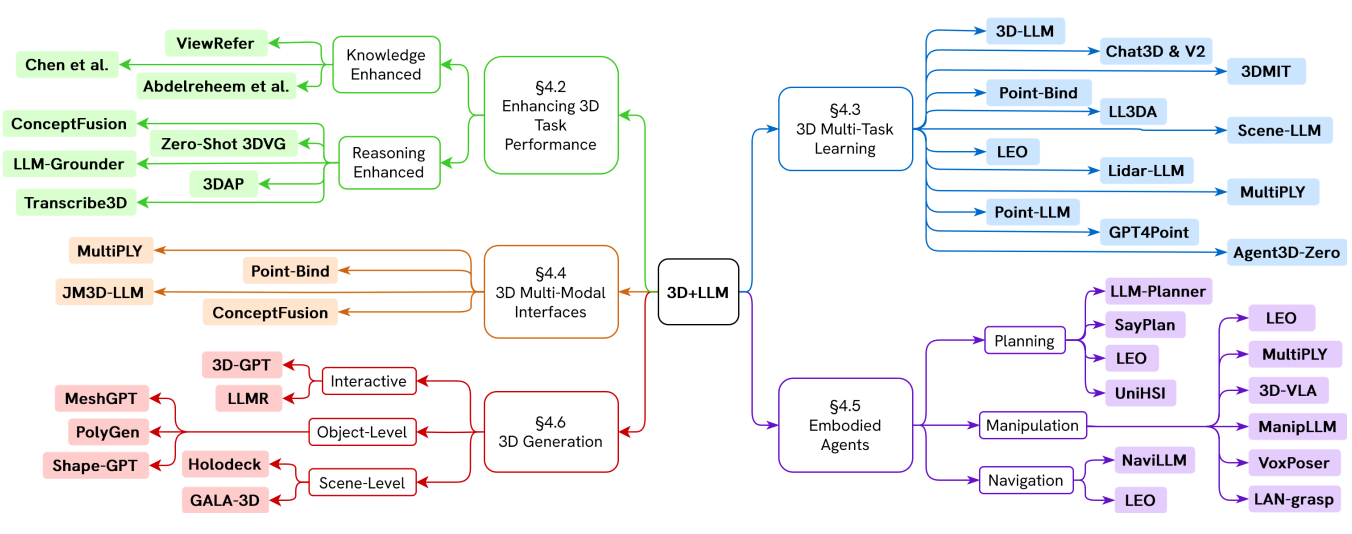 3D+LLM
§4.2
Enhancing 3D
Task
Performance
Knowledge
Enhanced
ViewRefer
Chen et al.
Abdelreheem et al.
Reasoning
Enhanced
ConceptFusion
Zero-Shot 3DVG
LLM-Grounder
3DAP
Transcribe3D
§4.4
3D Multi-Modal
Interfaces
MultiPLY
Point-Bind
JM3D-LLM
ConceptFusion
§4.6
3D Generation
Interactive
3D-GPT
LLMR
Object-Level
MeshGPT
PolyGen
Shape-GPT
Scene-Level
Holodeck
GALA-3D
§4.3
3D Multi-Task
Learning
3D-LLM
Chat3D & V2
3DMIT
Point-Bind
LL3DA
Scene-LLM
LEO
Lidar-LLM
MultiPLY
Point-LLM
GPT4Point
Agent3D-Zero
§4.5
Embodied
Agents
Planning
LLM-Planner
SayPlan
LEO
UniHSI
Manipulation
LEO
MultiPLY
3D-VLA
ManipLLM
VoxPoser
LAN-grasp
Navigation
NaviLLM
LEO